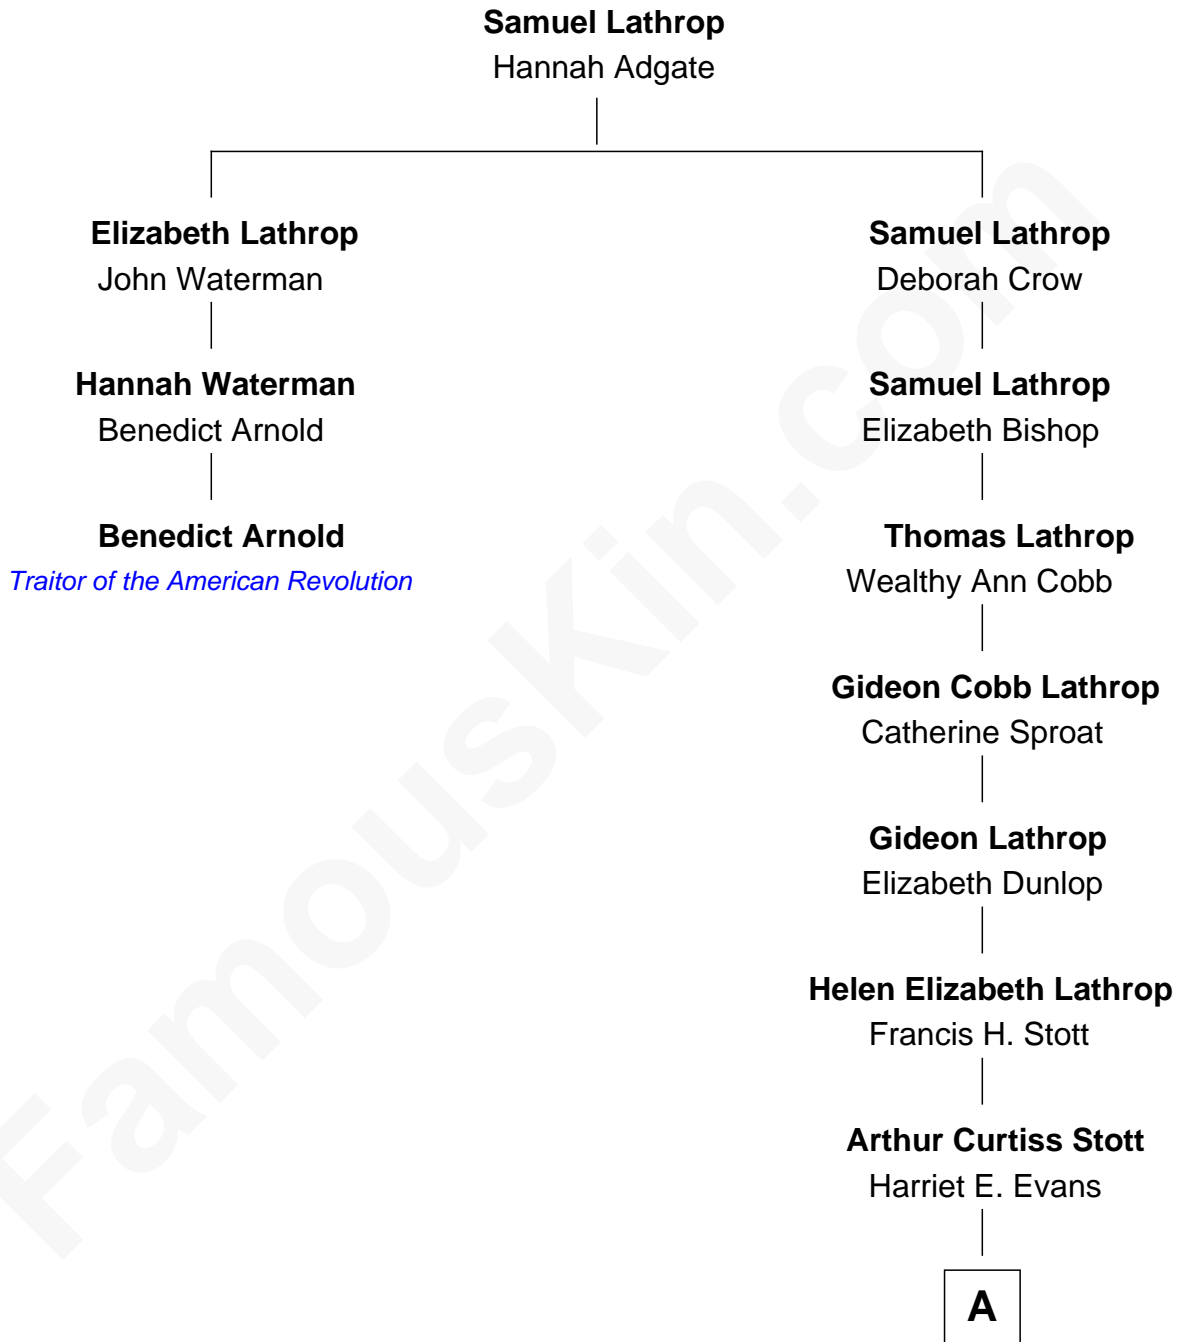 Samuel Lathrop
Hannah Adgate
Elizabeth Lathrop
John Waterman
Hannah Waterman
Benedict Arnold
Benedict Arnold
Traitor of the American Revolution
Samuel Lathrop
Deborah Crow
Samuel Lathrop
Elizabeth Bishop
Thomas Lathrop
Wealthy Ann Cobb
Gideon Cobb Lathrop
Catherine Sproat
Gideon Lathrop
Elizabeth Dunlop
Helen Elizabeth Lathrop
Francis H. Stott
Arthur Curtiss Stott
Harriet E. Evans
A
FamousKin.com